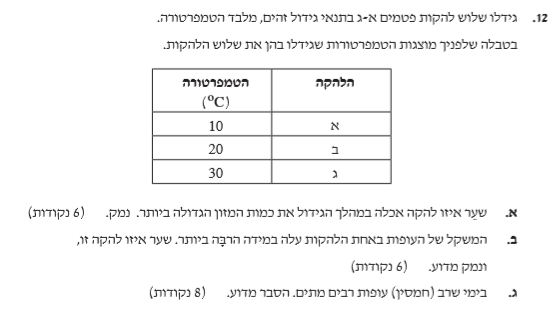 12. גידלו שלוש להקות פטמים א-ג בתנאי גידול זהים, מלבד הטמפרטורה.
בטבלה שלפניך מוצגות הטמפרטורות שגידלו בהן את שלוש הלהקות.
הלהקה הטמפרטורה (⁰C)
א 10
ב 20
ג 30
א. שעֵר איזו להקה אכלה במהלך הגידול את כמות המזון הגדולה ביותר. נמק. (6 נקודות)
ב. המשקל של העופות באחת הלהקות עלה במידה הרבָּה ביותר. שער איזו להקה זו,
ונמק מדוע. (6 נקודות)
ג. בימי שרב (חמסין) עופות רבים מתים. הסבר מדוע. (8 נקודות)